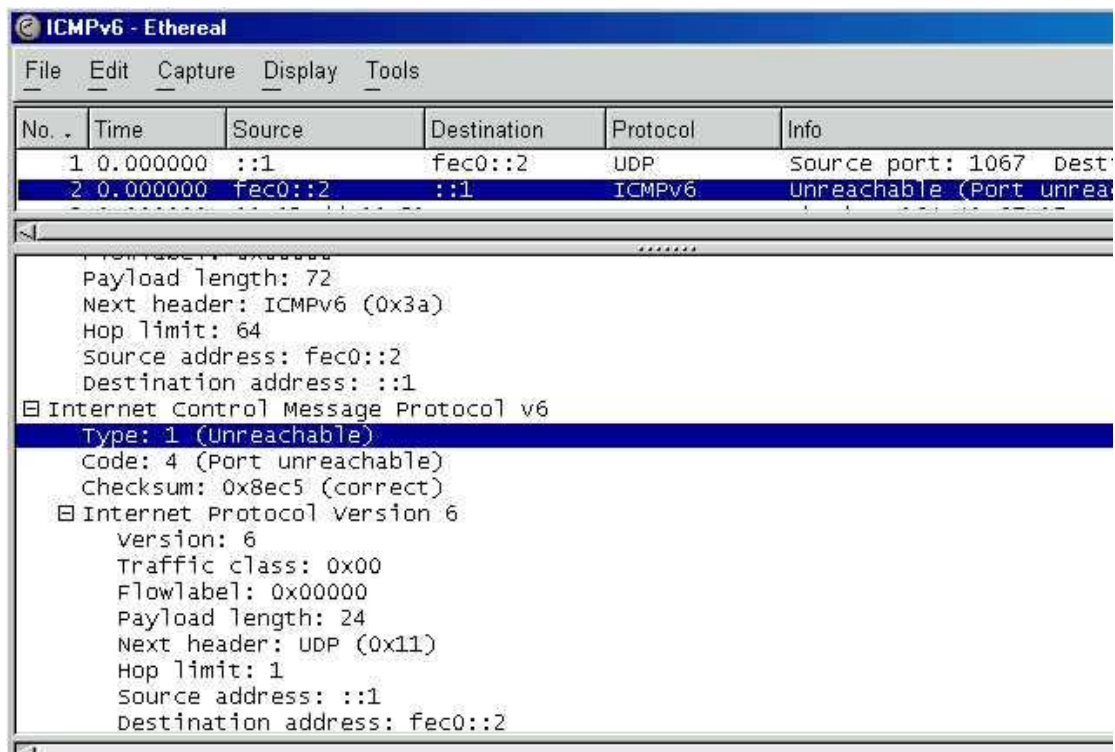 ICMPv6 - Ethereal
File Edit Capture Display Tools
No. . Time Source Destination Protocol Info
1 0.000000 ::1 fec0::2 UDP Source port: 1067 Dest
2 0.000000 fec0::2 ::1 ICMPv6 Unreachable (Port unrea
Flowlabel: 0x00000
Payload length: 72
Next header: ICMPv6 (0x3a)
Hop limit: 64
Source address: fec0::2
Destination address: ::1
Internet Control Message Protocol v6
Type: 1 (Unreachable)
Code: 4 (Port unreachable)
Checksum: 0x8ec5 (correct)
Internet Protocol Version 6
Version: 6
Traffic class: 0x00
Flowlabel: 0x00000
Payload length: 24
Next header: UDP (0x11)
Hop limit: 1
Source address: ::1
Destination address: fec0::2